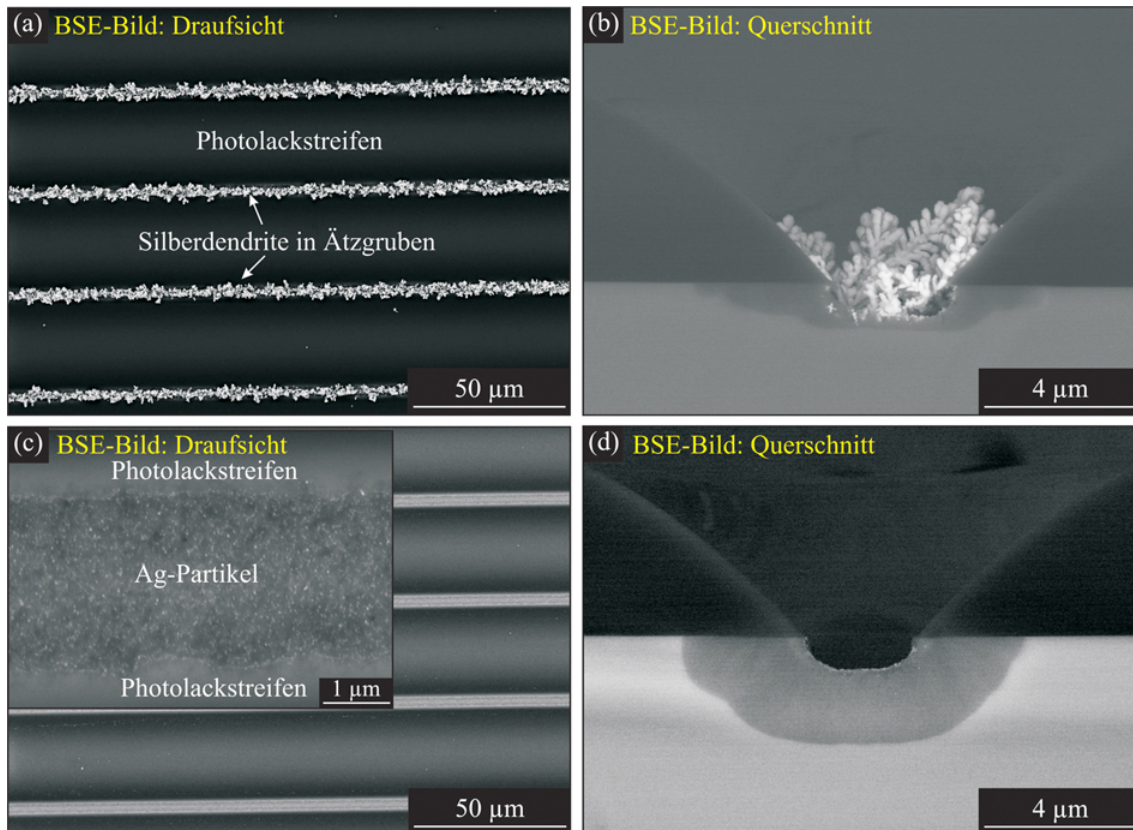 (a) BSE-Bild: Draufsicht
Photolackstreifen
Silberdendrite in Ätzgruben
50 µm
(b) BSE-Bild: Querschnitt
4 µm
(c) BSE-Bild: Draufsicht
Photolackstreifen
Ag-Partikel
Photolackstreifen
1 µm
50 µm
(d) BSE-Bild: Querschnitt
4 µm